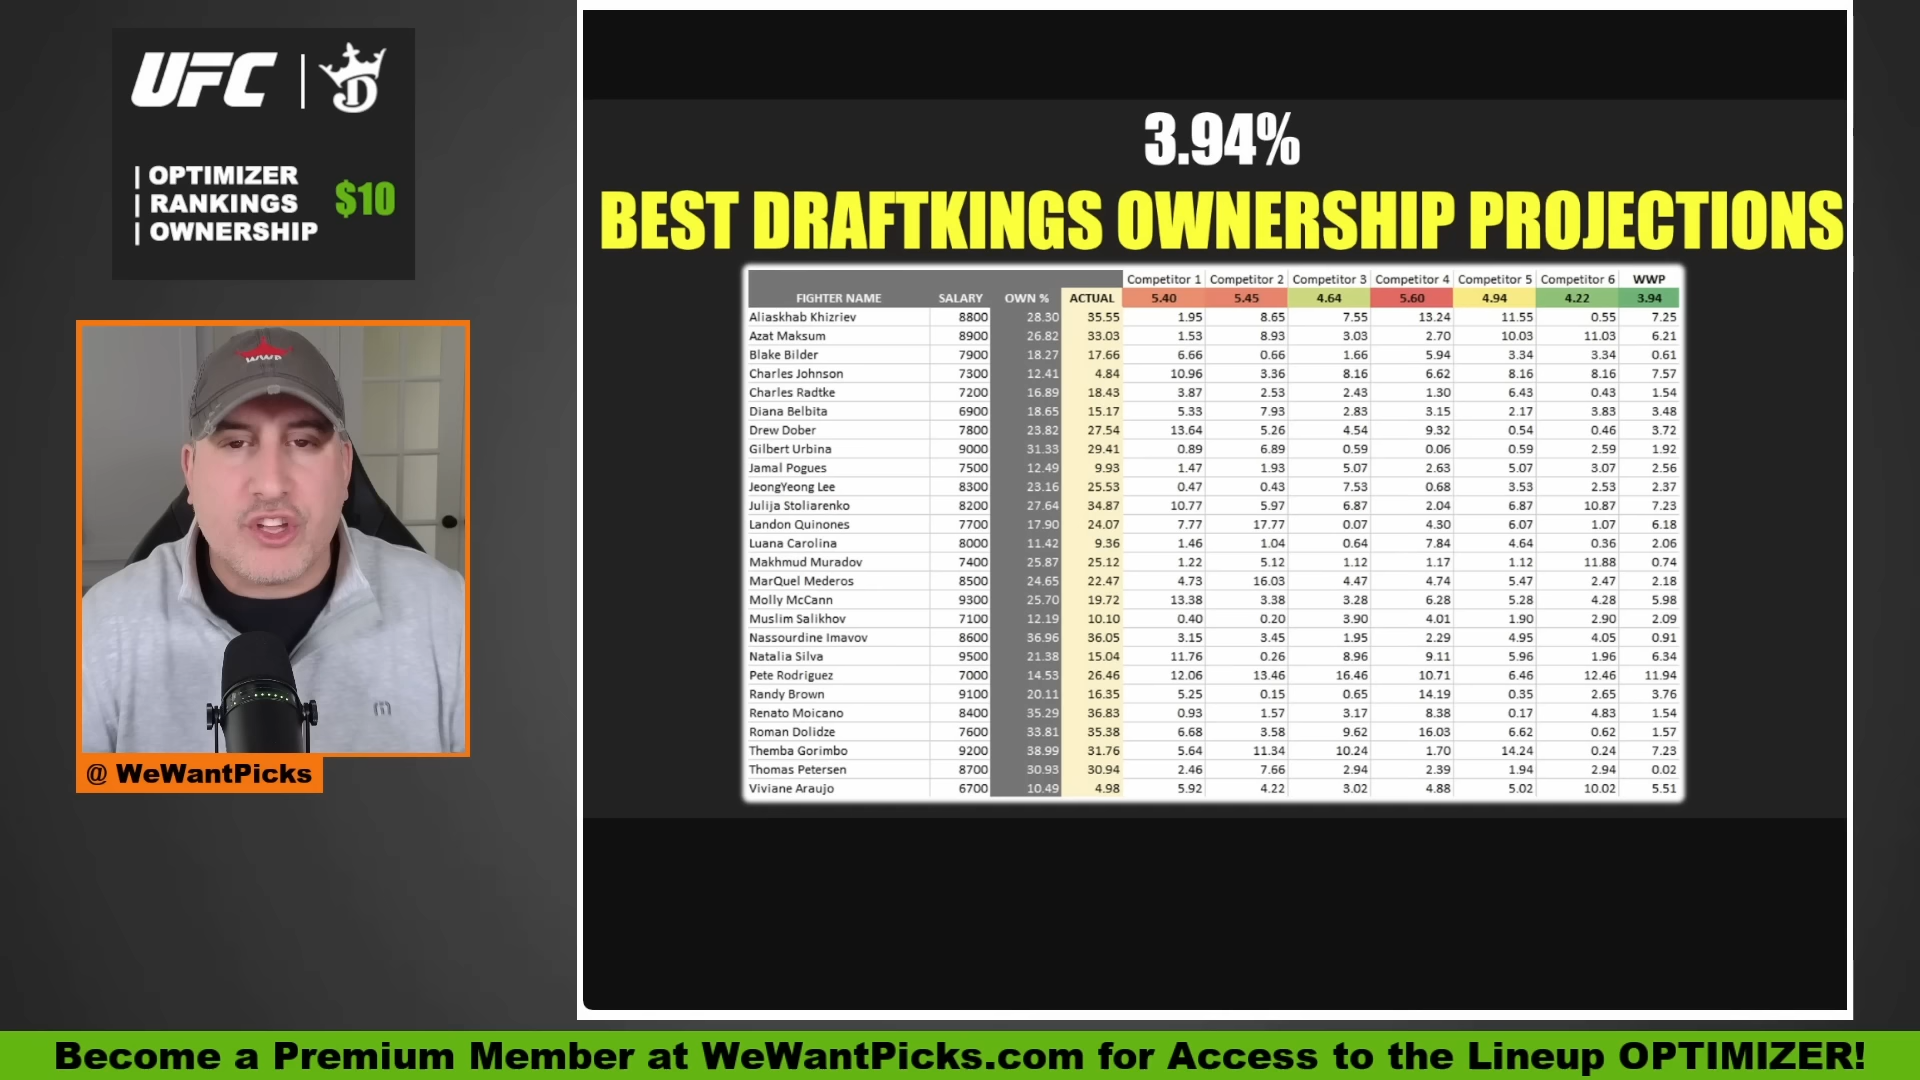 UFC
| OPTIMIZER
| RANKINGS
| OWNERSHIP
$10
WWP
@ WeWantPicks
3.94%
BEST DRAFTKINGS OWNERSHIP PROJECTIONS
Competitor 1 Competitor 2 Competitor 3 Competitor 4 Competitor 5 Competitor 6 WWP
FIGHTER NAME SALARY OWN % ACTUAL 5.40 5.45 4.64 5.60 4.94 4.22 3.94
Aliaskhab Khizriev 8800 28.30 35.55 1.95 8.65 7.55 13.24 11.55 0.55 7.25
Azat Maksum 8900 26.82 33.03 1.53 8.93 3.03 2.70 10.03 11.03 6.21
Blake Bilder 7900 18.27 17.66 6.66 0.66 1.66 5.94 3.34 3.34 0.61
Charles Johnson 7300 12.41 4.84 10.96 3.36 8.16 6.62 8.16 8.16 7.57
Charles Radtke 7200 16.89 18.43 3.87 2.53 2.43 1.30 6.43 0.43 1.54
Diana Belbita 6900 18.65 15.17 5.33 7.93 2.83 3.15 2.17 3.83 3.48
Drew Dober 7800 23.82 27.54 13.64 5.26 4.54 9.32 0.54 0.46 3.72
Gilbert Urbina 9000 31.33 29.41 0.89 6.89 0.59 0.06 0.59 2.59 1.92
Jamal Pogues 7500 12.49 9.93 1.47 1.93 5.07 2.63 5.07 3.07 2.56
JeongYeong Lee 8300 23.16 25.53 0.47 0.43 7.53 0.68 3.53 2.53 2.37
Julija Stoliarenko 8200 27.64 34.87 10.77 5.97 6.87 2.04 6.87 10.87 7.23
Landon Quinones 7700 17.90 24.07 7.77 17.77 0.07 4.30 6.07 1.07 6.18
Luana Carolina 8000 11.42 9.36 1.46 1.04 0.64 7.84 4.64 0.36 2.06
Makhmud Muradov 7400 25.87 25.12 1.22 5.12 1.12 1.17 1.12 11.88 0.74
MarQuel Mederos 8500 24.65 22.47 4.73 16.03 4.47 4.74 5.47 2.47 2.18
Molly McCann 9300 25.70 19.72 13.38 3.38 3.28 6.28 5.28 4.28 5.98
Muslim Salikhov 7100 12.19 10.10 0.40 0.20 3.90 4.01 1.90 2.90 2.09
Nassourdine Imavov 8600 36.96 36.05 3.15 3.45 1.95 2.29 4.95 4.05 0.91
Natalia Silva 9500 21.38 15.04 11.76 0.26 8.96 9.11 5.96 1.96 6.34
Pete Rodriguez 7000 14.53 26.46 12.06 13.46 16.46 10.71 6.46 12.46 11.94
Randy Brown 9100 20.11 16.35 5.25 0.15 0.65 14.19 0.35 2.65 3.76
Renato Moicano 8400 35.29 36.83 0.93 1.57 3.17 8.38 0.17 4.83 1.54
Roman Dolidze 7600 33.81 35.38 6.68 3.58 9.62 16.03 6.62 0.62 1.57
Themba Gorimbo 9200 38.99 31.76 5.64 11.34 10.24 1.70 14.24 0.24 7.23
Thomas Petersen 8700 30.93 30.94 2.46 7.66 2.94 2.39 1.94 2.94 0.02
Viviane Araujo 6700 10.49 4.98 5.92 4.22 3.02 4.88 5.02 10.02 5.51
Become a Premium Member at WeWantPicks.com for Access to the Lineup OPTIMIZER!